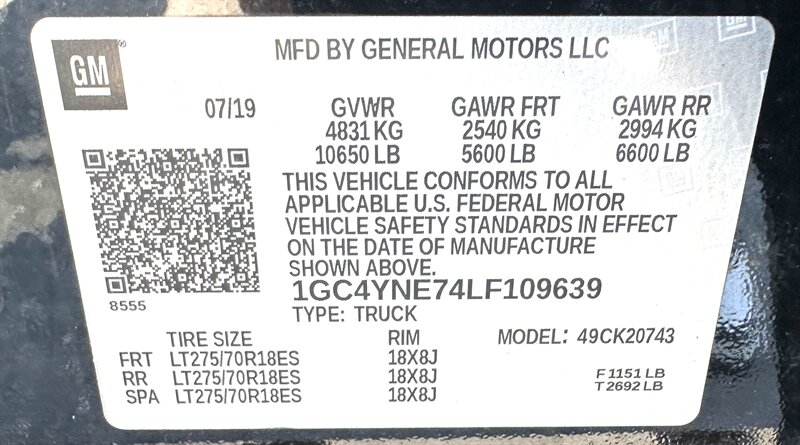 GM
MFD BY GENERAL MOTORS LLC
07/19 GVWR GAWR FRT GAWR RR
4831 KG 2540 KG 2994 KG
10650 LB 5600 LB 6600 LB
THIS VEHICLE CONFORMS TO ALL
APPLICABLE U.S. FEDERAL MOTOR
VEHICLE SAFETY STANDARDS IN EFFECT
ON THE DATE OF MANUFACTURE
SHOWN ABOVE.
1GC4YNE74LF109639
8555
TYPE: TRUCK
TIRE SIZE RIM MODEL: 49CK20743
FRT LT275/70R18ES 18X8J
RR LT275/70R18ES 18X8J F 1151 LB
SPA LT275/70R18ES 18X8J T 2692 LB